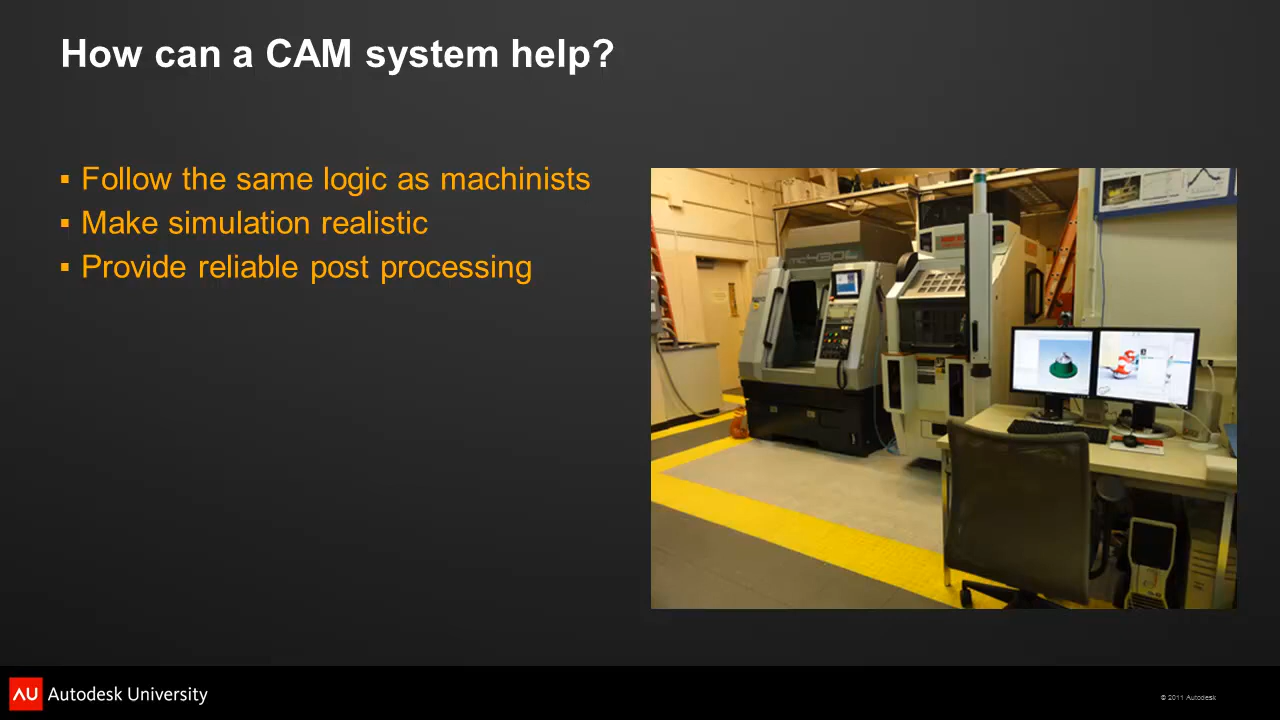 How can a CAM system help?
▪ Follow the same logic as machinists
▪ Make simulation realistic
▪ Provide reliable post processing
AU Autodesk University
© 2011 Autodesk